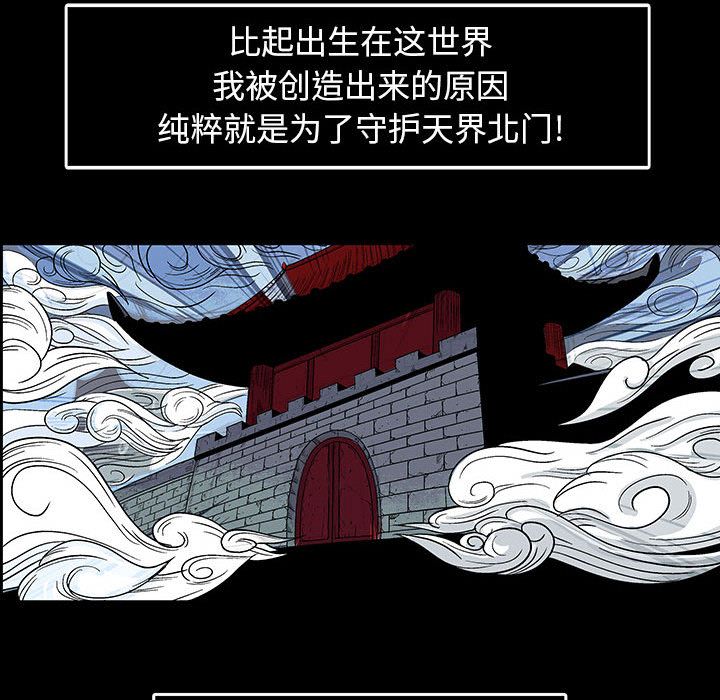 比起出生在这世界
我被创造出来的原因
纯粹就是为了守护天界北门!